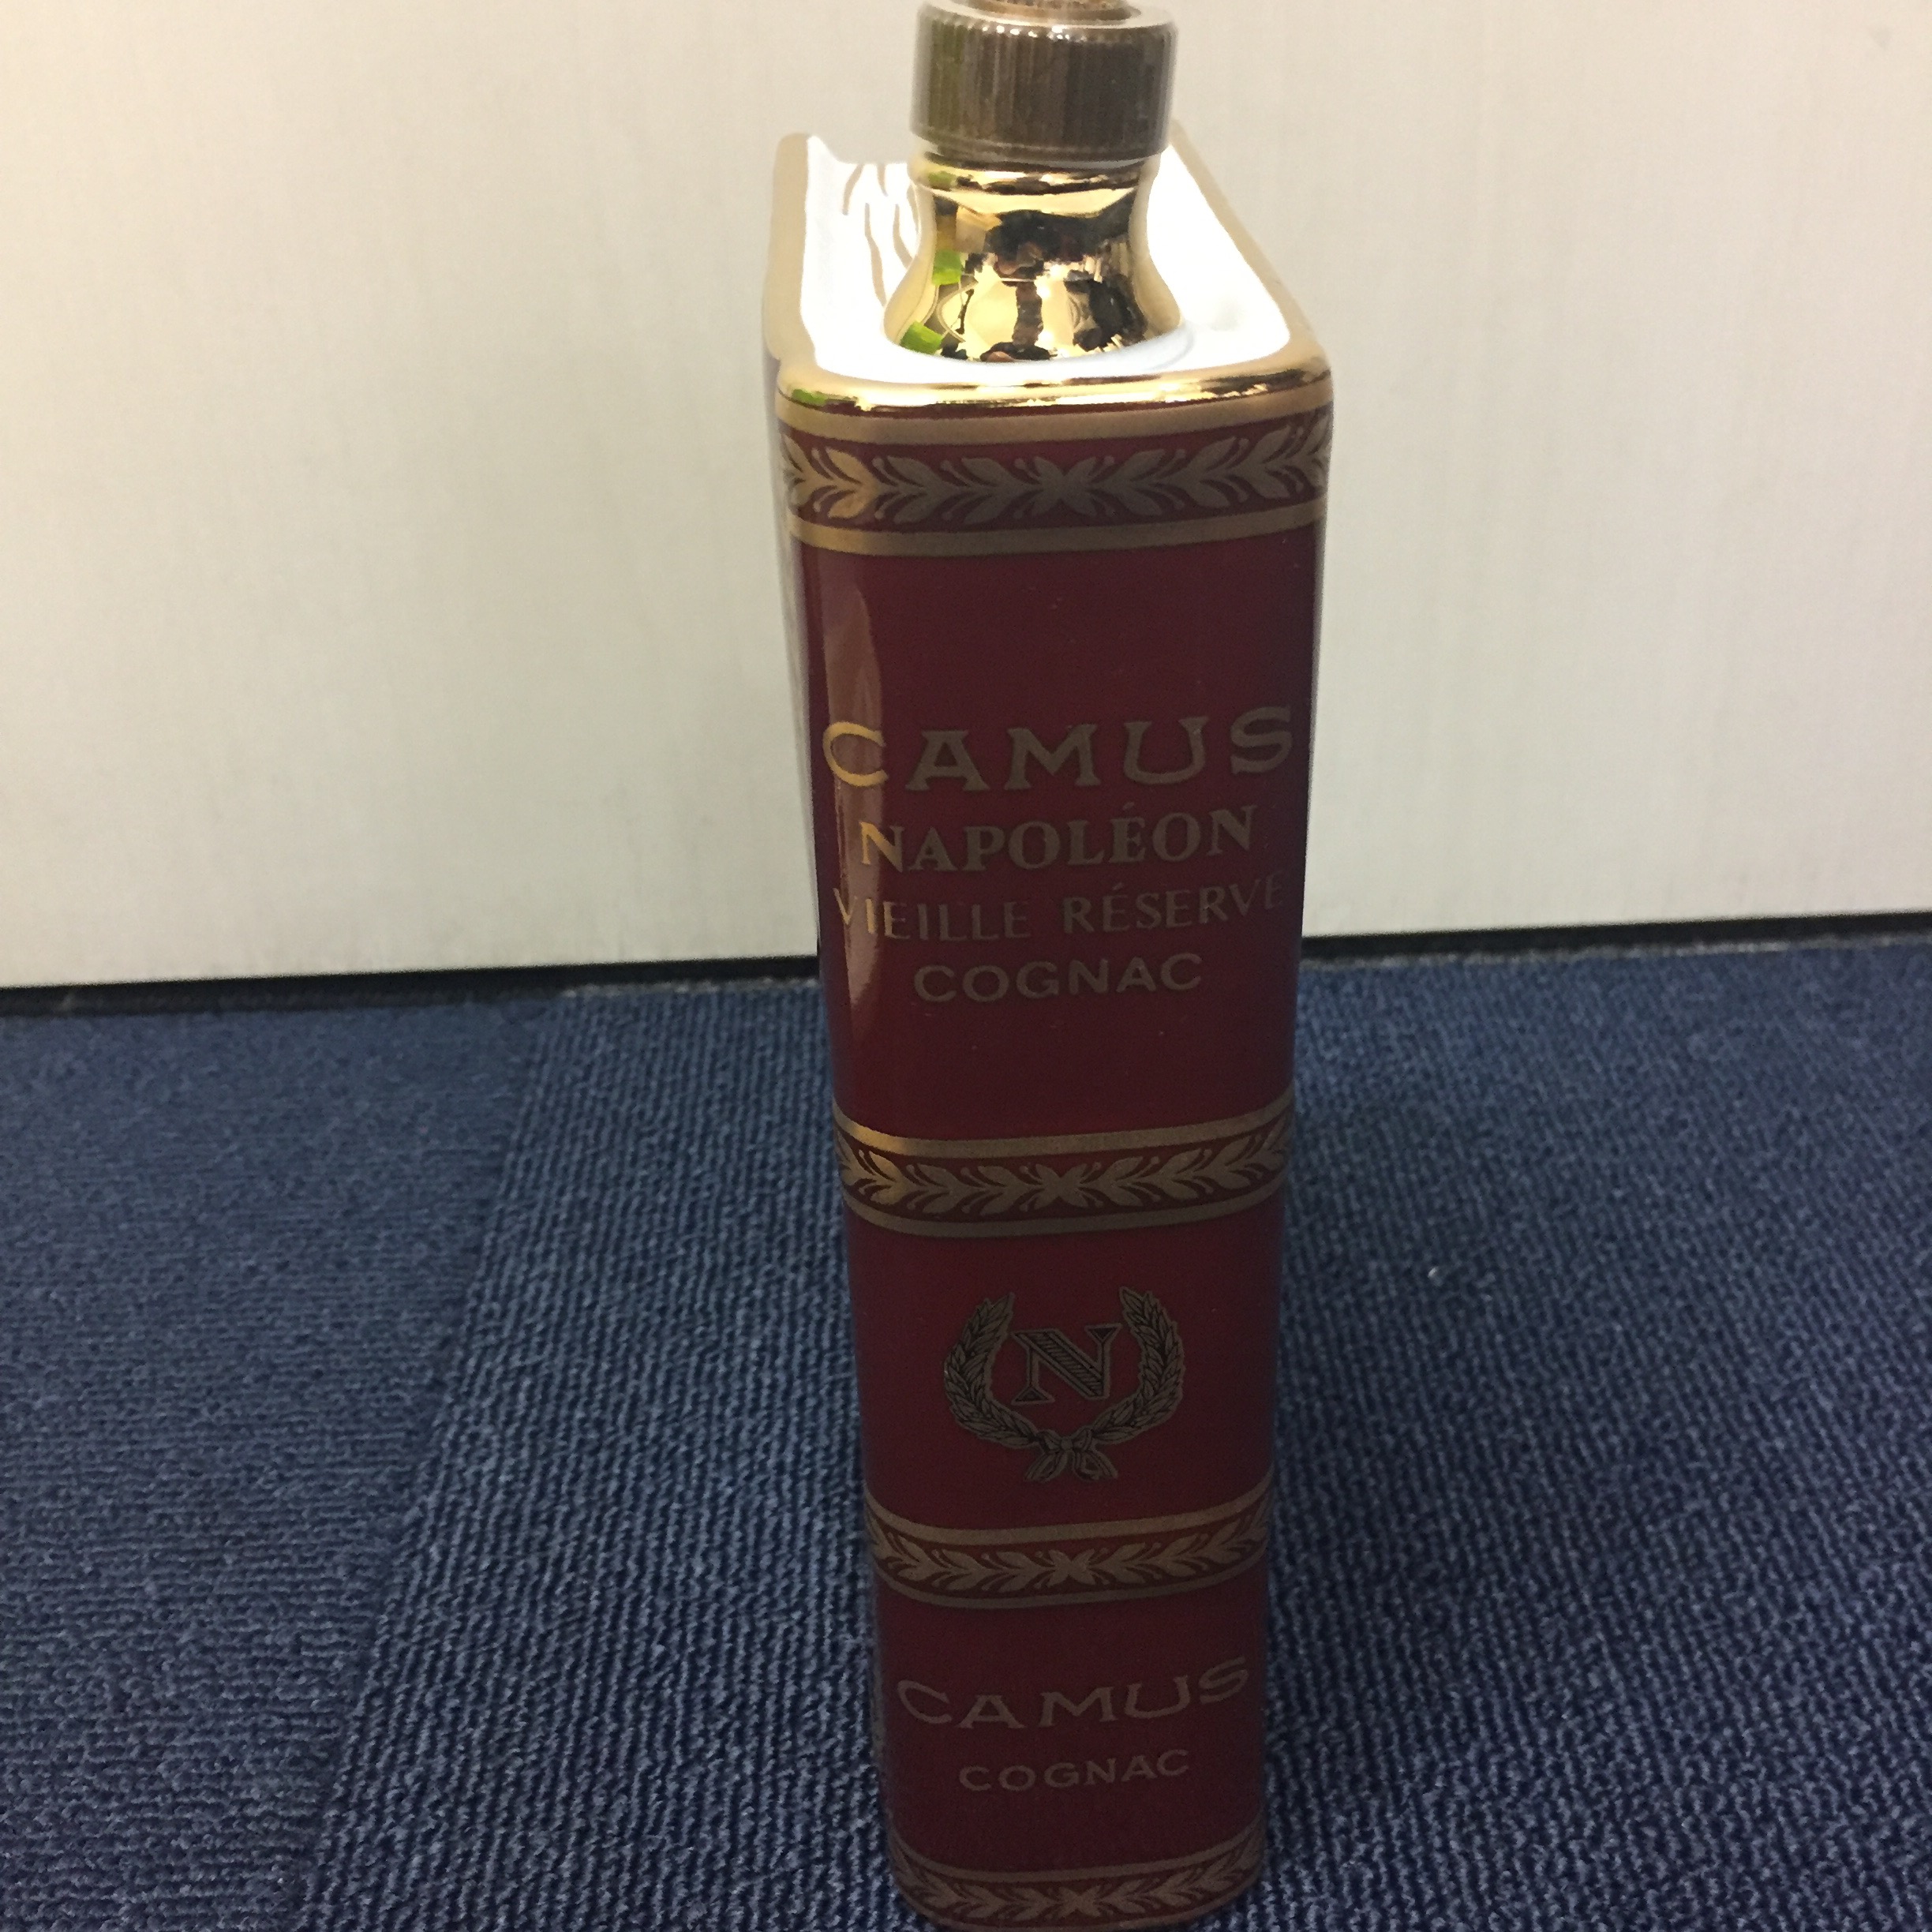 CAMUS
NAPOLÉON
VIEILLE RÉSERVE
COGNAC
N
CAMUS
COGNAC